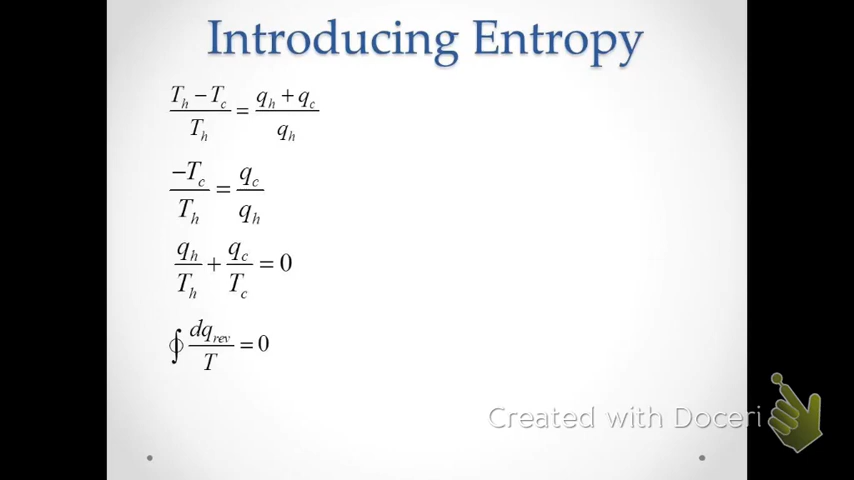 Introducing Entropy
(T_h − T_c)/T_h = (q_h + q_c)/q_h
−T_c/T_h = q_c/q_h
q_h/T_h + q_c/T_c = 0
∮ dq_rev/T = 0
Created with Doceri